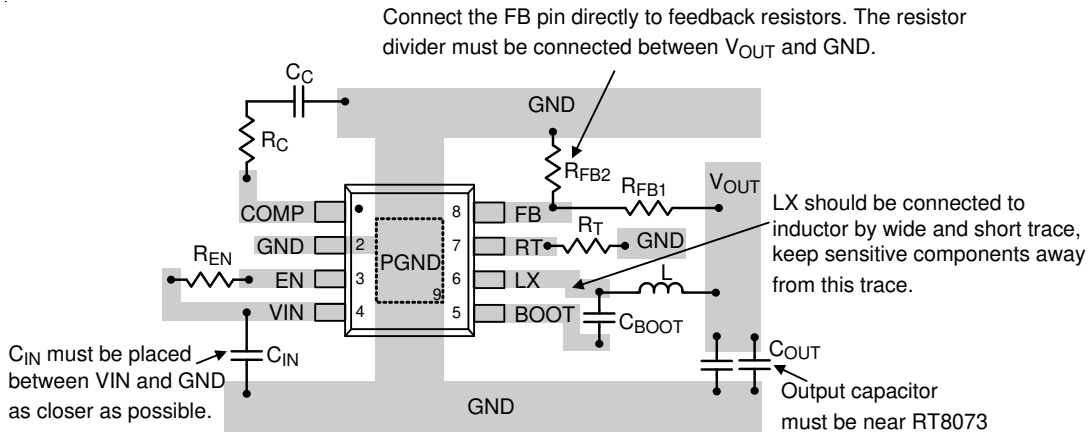 Connect the FB pin directly to feedback resistors. The resistor
divider must be connected between VOUT and GND.
CC
GND
RC
RFB2
RFB1
VOUT
COMP
8
FB
LX should be connected to
inductor by wide and short trace,
keep sensitive components away
from this trace.
GND
2
PGND
7
RT
RT
GND
REN
EN
3
9
6
LX
L
VIN
4
5
BOOT
CBOOT
CIN must be placed
between VIN and GND
as closer as possible.
CIN
COUT
Output capacitor
must be near RT8073
GND